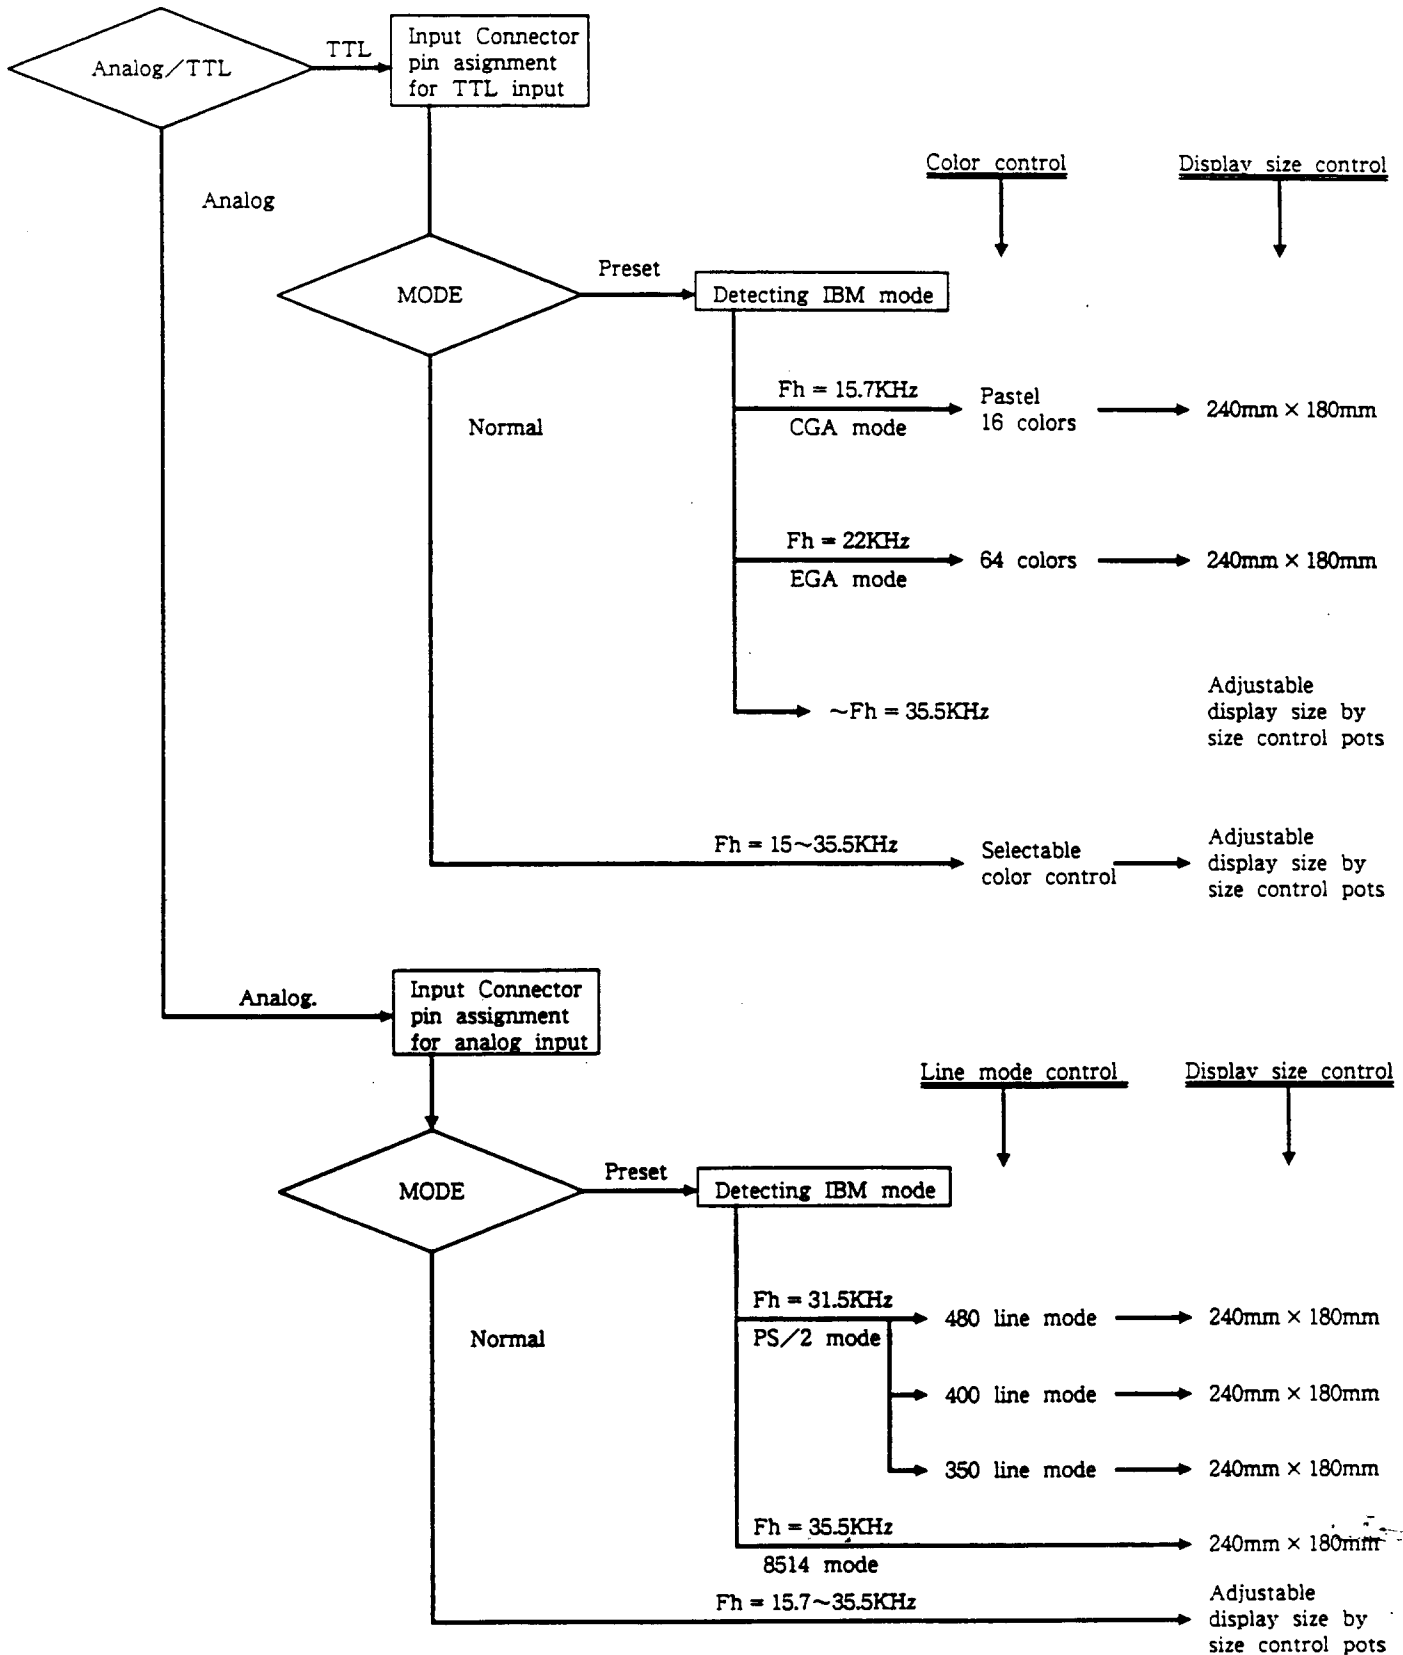 Analog/TTL
TTL
Input Connector
pin asignment
for TTL input
Analog
Color control
Display size control
MODE
Preset
Detecting IBM mode
Fh = 15.7KHz
CGA mode
Pastel
16 colors
240mm × 180mm
Normal
Fh = 22KHz
EGA mode
64 colors
240mm × 180mm
~Fh = 35.5KHz
Adjustable
display size by
size control pots
Fh = 15~35.5KHz
Selectable
color control
Adjustable
display size by
size control pots
Analog.
Input Connector
pin assignment
for analog input
Line mode control
Display size control
MODE
Preset
Detecting IBM mode
Normal
Fh = 31.5KHz
PS/2 mode
480 line mode
240mm × 180mm
400 line mode
240mm × 180mm
350 line mode
240mm × 180mm
Fh = 35.5KHz
8514 mode
240mm × 180mm
Fh = 15.7~35.5KHz
Adjustable
display size by
size control pots